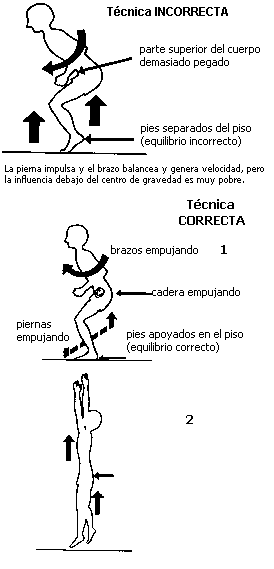 Técnica INCORRECTA
parte superior del cuerpo
demasiado pegado
pies separados del piso
(equilibrio incorrecto)
La pierna impulsa y el brazo balancea y genera velocidad, pero
la influencia debajo del centro de gravedad es muy pobre.
Técnica
CORRECTA
brazos empujando 1
cadera empujando
piernas
empujando
pies apoyados en el piso
(equilibrio correcto)
2